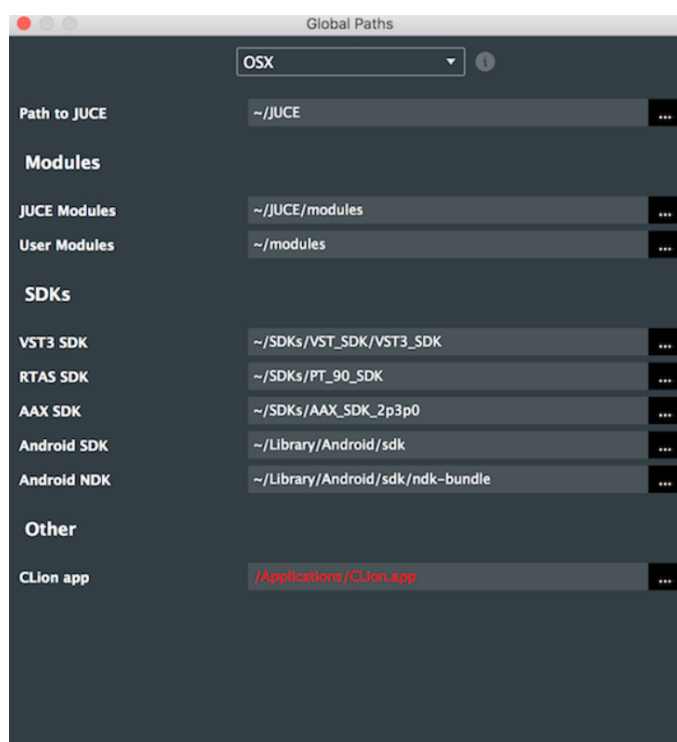 Global Paths
OSX
Path to JUCE ~/JUCE ...
Modules
JUCE Modules ~/JUCE/modules ...
User Modules ~/modules ...
SDKs
VST3 SDK ~/SDKs/VST_SDK/VST3_SDK ...
RTAS SDK ~/SDKs/PT_90_SDK ...
AAX SDK ~/SDKs/AAX_SDK_2p3p0 ...
Android SDK ~/Library/Android/sdk ...
Android NDK ~/Library/Android/sdk/ndk-bundle ...
Other
CLion app /Applications/CLion.app ...